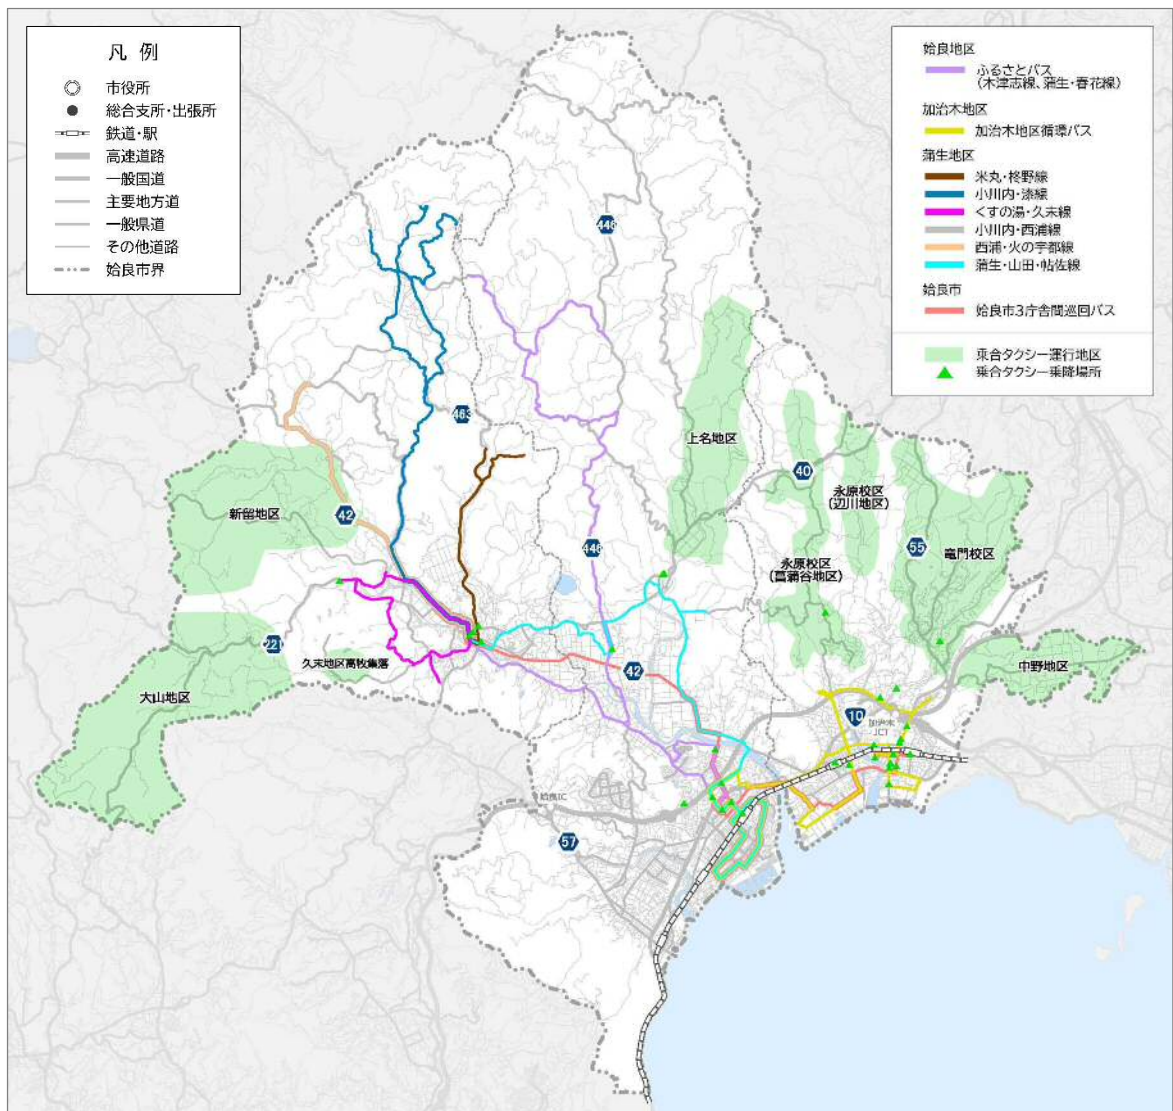 凡 例
市役所
総合支所・出張所
鉄道・駅
高速道路
一般国道
主要地方道
一般県道
その他道路
姶良市界
姶良地区
ふるさとバス
(木津志線、蒲生・春花線)
加治木地区
加治木地区循環バス
蒲生地区
米丸・柊野線
小川内・漆線
くすの湯・久末線
小川内・西浦線
西浦・火の宇都線
蒲生・山田・帖佐線
姶良市
姶良市3庁舎間巡回バス
乗合タクシー運行地区
乗合タクシー乗降場所
446
463
上名地区
40
永原校区
(辺川地区)
新留地区
42
446
55
竜門校区
永原校区
(菖蒲谷地区)
221
久末地区高牧集落
42
中野地区
大山地区
10
加治木
JCT
姶良IC
57